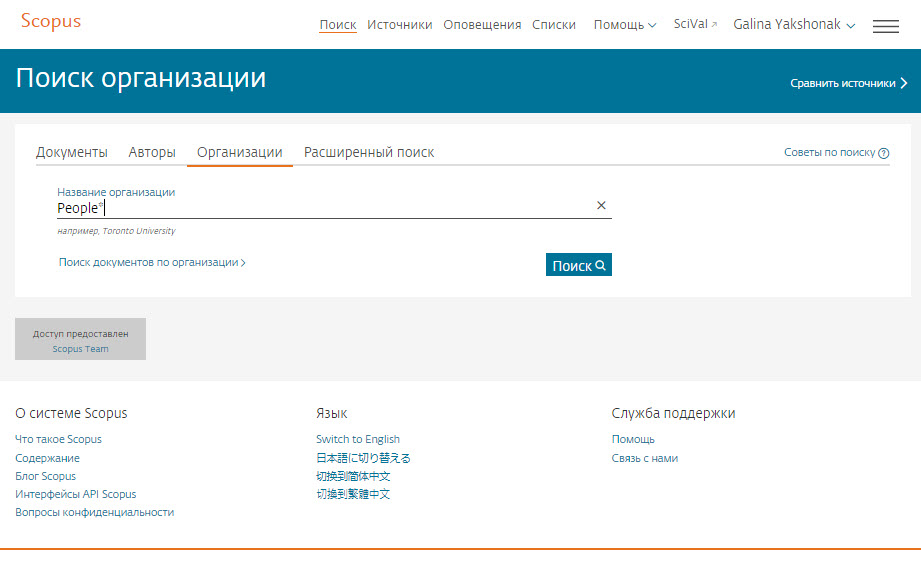 Scopus
Поиск Источники Оповещения Списки Помощь SciVal Galina Yakshonak
Поиск организации
Сравнить источники
Документы Авторы Организации Расширенный поиск Советы по поиску
Название организации
People*
например, Toronto University
Поиск документов по организации
Поиск
Доступ предоставлен
Scopus Team
О системе Scopus
Что такое Scopus
Содержание
Блог Scopus
Интерфейсы API Scopus
Вопросы конфиденциальности
Язык
Switch to English
日本語に切り替える
切换到简体中文
切換到繁體中文
Служба поддержки
Помощь
Связь с нами